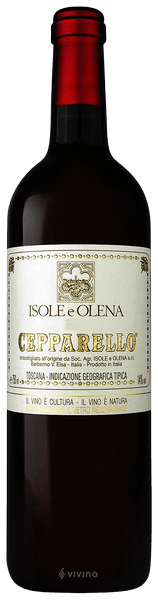 ISOLE e OLENA
CEPPARELLO
Imbottigliato all'origine da Soc. Agr. ISOLE e OLENA s.r.l.
Barberino V. Elsa - Italia - Prodotto in Italia
TOSCANA - INDICAZIONE GEOGRAFICA TIPICA
IL VINO È CULTURA - IL VINO È NATURA
VIVINO